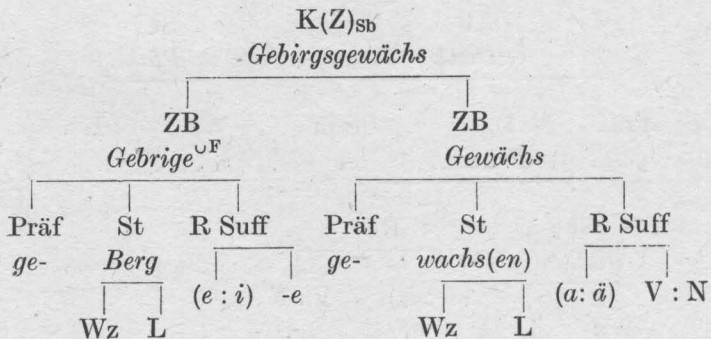 K(Z)Sb
Gebirgsgewächs
ZB ZB
Gebrige∪F Gewächs
Präf St R Suff Präf St R Suff
ge- Berg (e : i) -e ge- wachs(en) (a: ä) V : N
Wz L Wz L